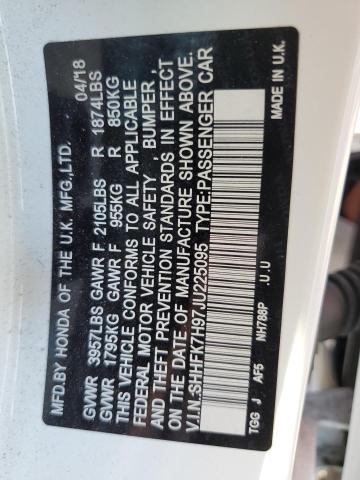 MFD.BY HONDA OF THE U.K. MFG.,LTD. 04/18
GVWR 3957LBS GAWR F 2105LBS R 1874LBS
GVWR 1795KG GAWR F 955KG R 850KG
THIS VEHICLE CONFORMS TO ALL APPLICABLE
FEDERAL MOTOR VEHICLE SAFETY, BUMPER,
AND THEFT PREVENTION STANDARDS IN EFFECT
ON THE DATE OF MANUFACTURE SHOWN ABOVE.
V.I.N.:SHHFK7H97JU225095 TYPE:PASSENGER CAR
TGG J AF5 NH788P .U .U MADE IN U.K.